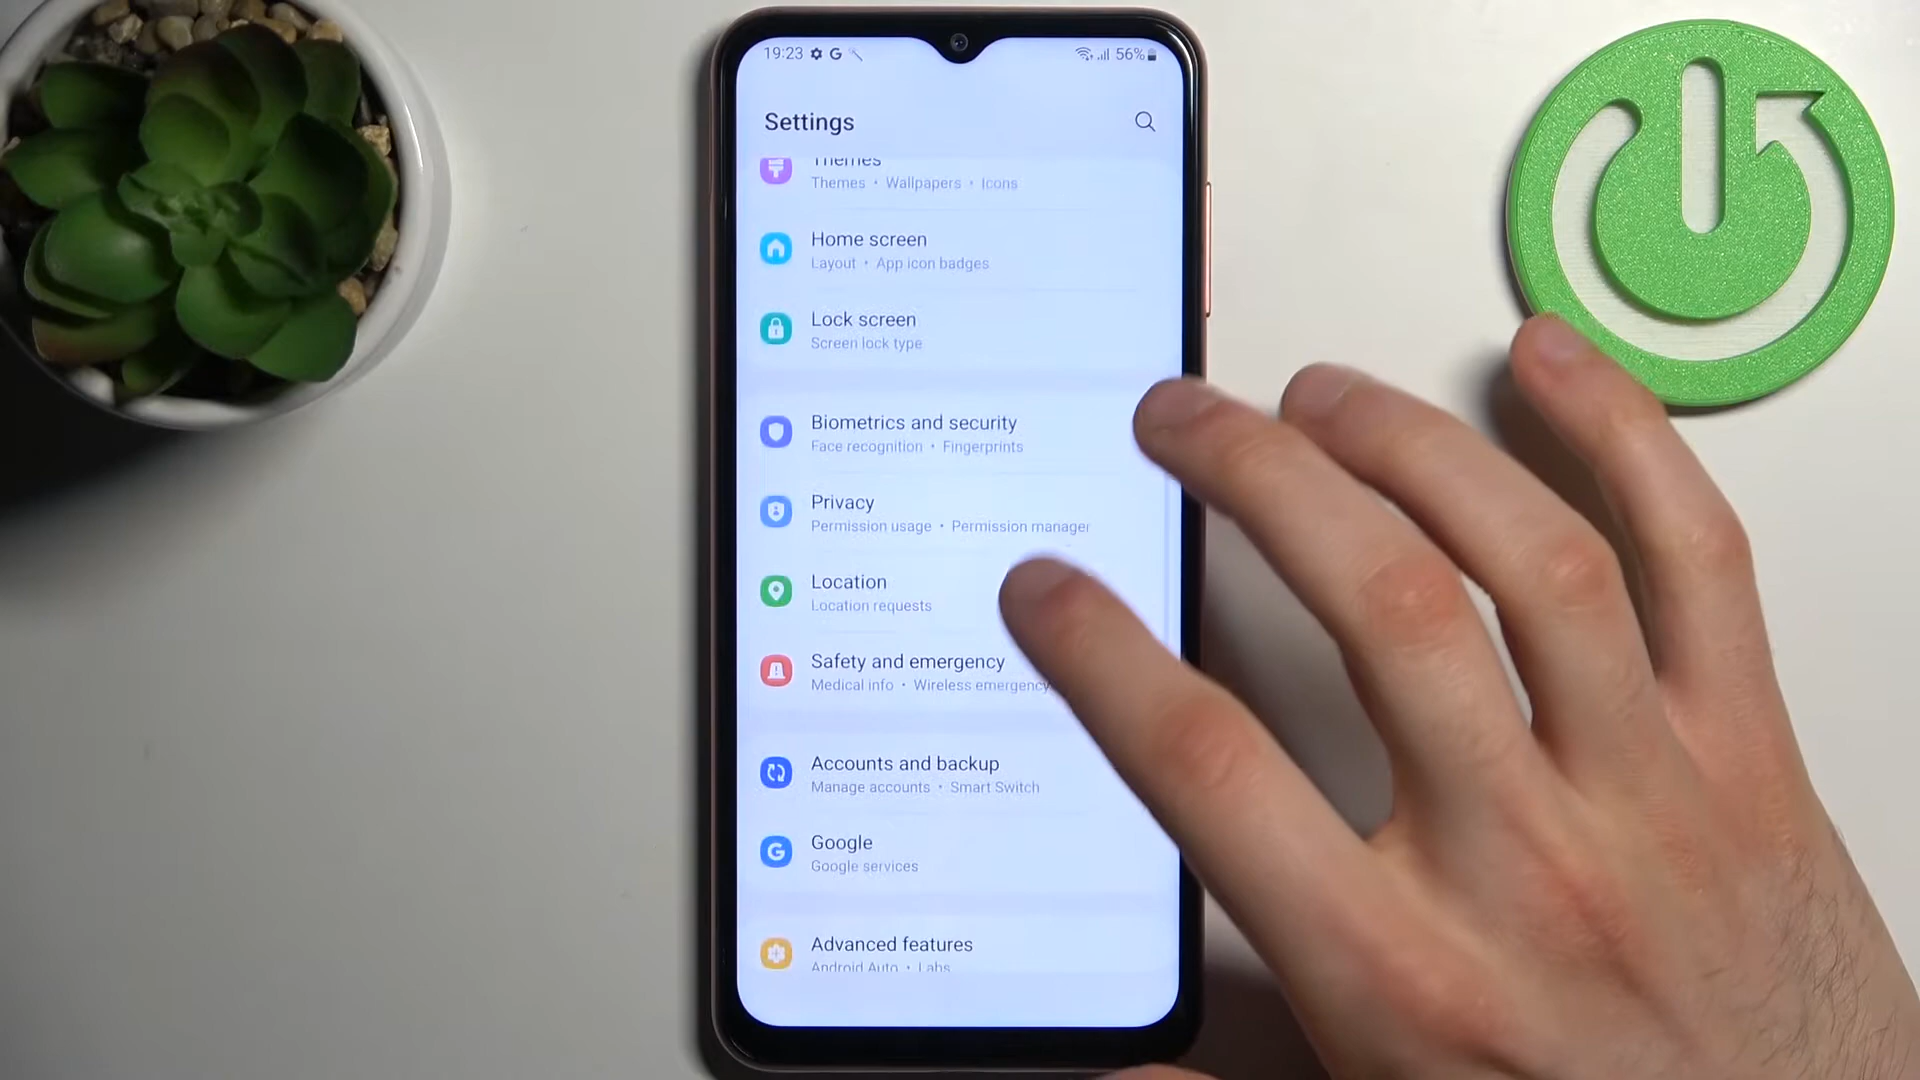 19:23 G 56%
Settings
Themes
Themes • Wallpapers • Icons
Home screen
Layout • App icon badges
Lock screen
Screen lock type
Biometrics and security
Face recognition • Fingerprints
Privacy
Permission usage • Permission manager
Location
Location requests
Safety and emergency
Medical info • Wireless emergency
Accounts and backup
Manage accounts • Smart Switch
G Google
Google services
Advanced features
Android Auto • Labs